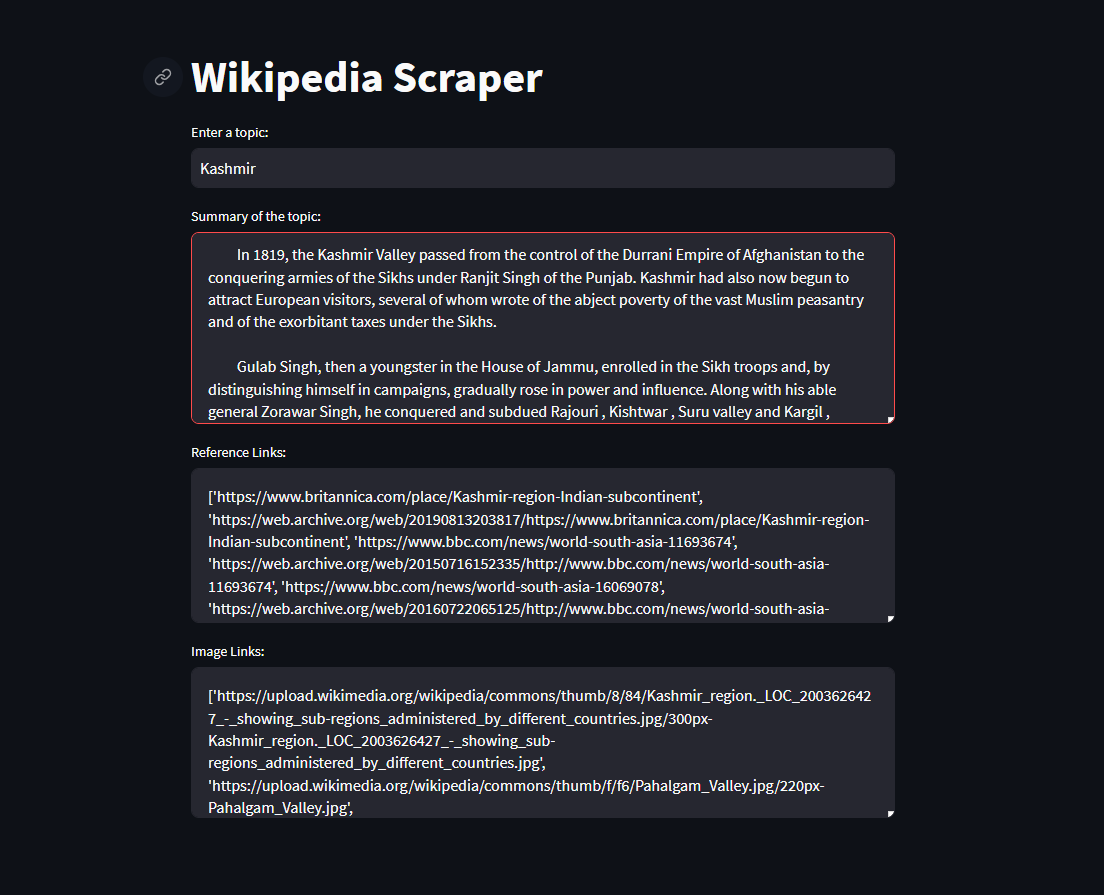 Wikipedia Scraper
Enter a topic:
Kashmir
Summary of the topic:
In 1819, the Kashmir Valley passed from the control of the Durrani Empire of Afghanistan to the
conquering armies of the Sikhs under Ranjit Singh of the Punjab. Kashmir had also now begun to
attract European visitors, several of whom wrote of the abject poverty of the vast Muslim peasantry
and of the exorbitant taxes under the Sikhs.
Gulab Singh, then a youngster in the House of Jammu, enrolled in the Sikh troops and, by
distinguishing himself in campaigns, gradually rose in power and influence. Along with his able
general Zorawar Singh, he conquered and subdued Rajouri , Kishtwar , Suru valley and Kargil ,
Reference Links:
['https://www.britannica.com/place/Kashmir-region-Indian-subcontinent',
'https://web.archive.org/web/20190813203817/https://www.britannica.com/place/Kashmir-region-
Indian-subcontinent', 'https://www.bbc.com/news/world-south-asia-11693674',
'https://web.archive.org/web/20150716152335/http://www.bbc.com/news/world-south-asia-
11693674', 'https://www.bbc.com/news/world-south-asia-16069078',
'https://web.archive.org/web/20160722065125/http://www.bbc.com/news/world-south-asia-
Image Links:
['https://upload.wikimedia.org/wikipedia/commons/thumb/8/84/Kashmir_region._LOC_200362642
7_-_showing_sub-regions_administered_by_different_countries.jpg/300px-
Kashmir_region._LOC_2003626427_-_showing_sub-
regions_administered_by_different_countries.jpg',
'https://upload.wikimedia.org/wikipedia/commons/thumb/f/f6/Pahalgam_Valley.jpg/220px-
Pahalgam_Valley.jpg',